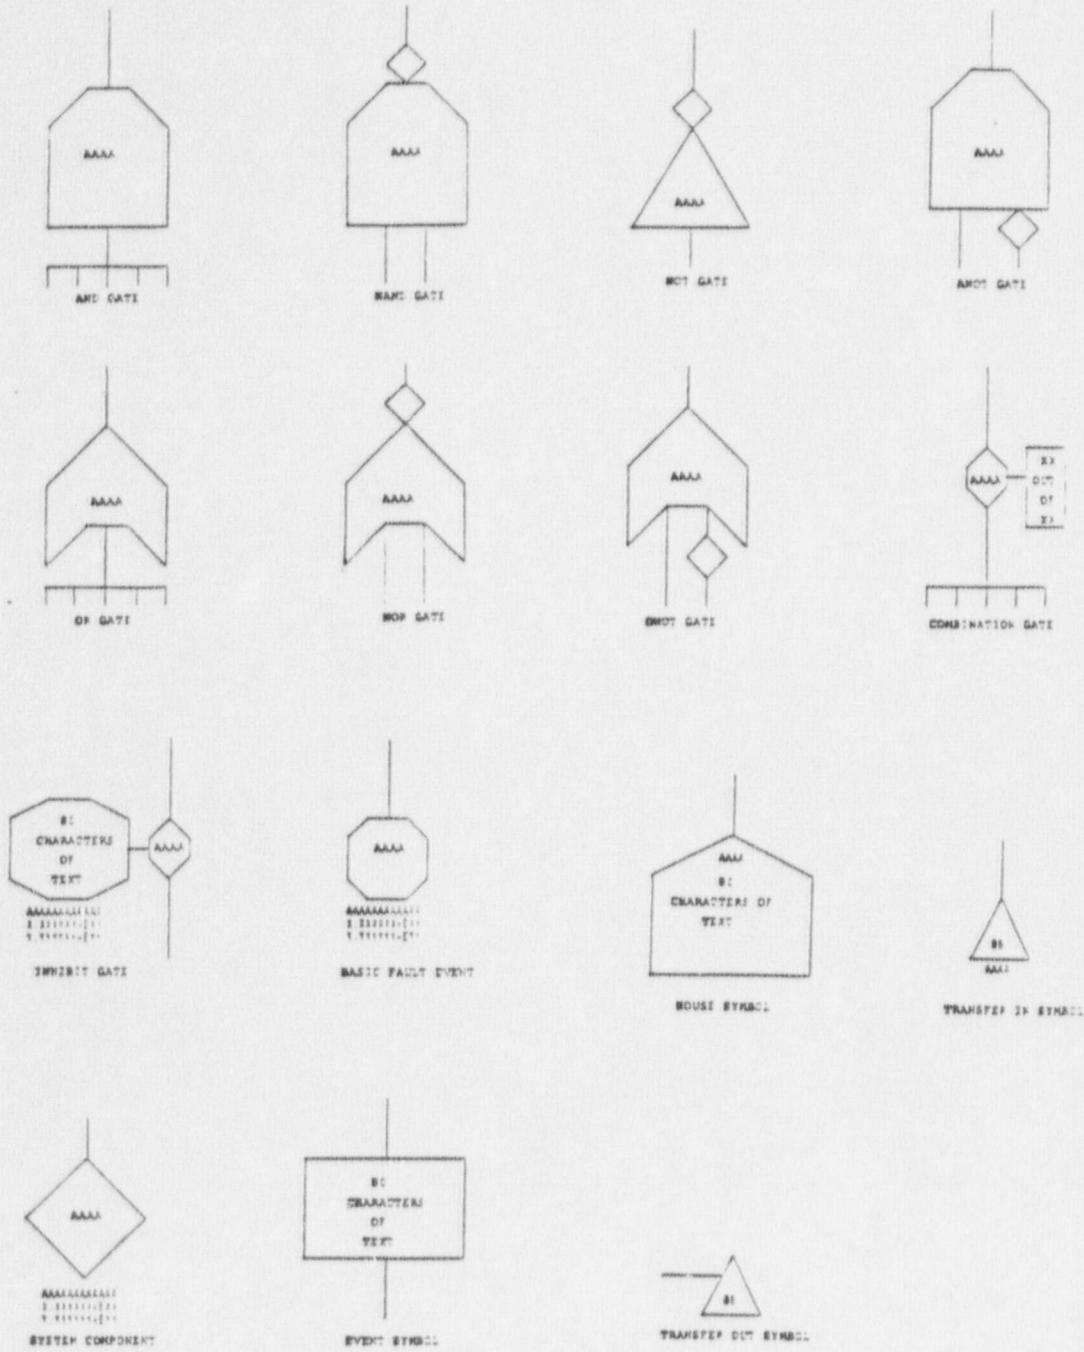 AAAA
AND GATE
AAAA
NAND GATE
AAAA
NOT GATE
AAAA
ANOT GATE
AAAA
OR GATE
AAAA
NOR GATE
AAAA
ONOT GATE
AAAA
XX
OUT
OF
XX
COMBINATION GATE
CHARACTERS
OF
TEXT
AAAA
INHIBIT GATE
AAAA
BASIC FAULT EVENT
AAAA
CHARACTERS OF
TEXT
HOUSE SYMBOL
AAAA
TRANSFER IN SYMBOL
AAAA
SYSTEM COMPONENT
CHARACTERS
OF
TEXT
EVENT SYMBOL
TRANSFER OUT SYMBOL